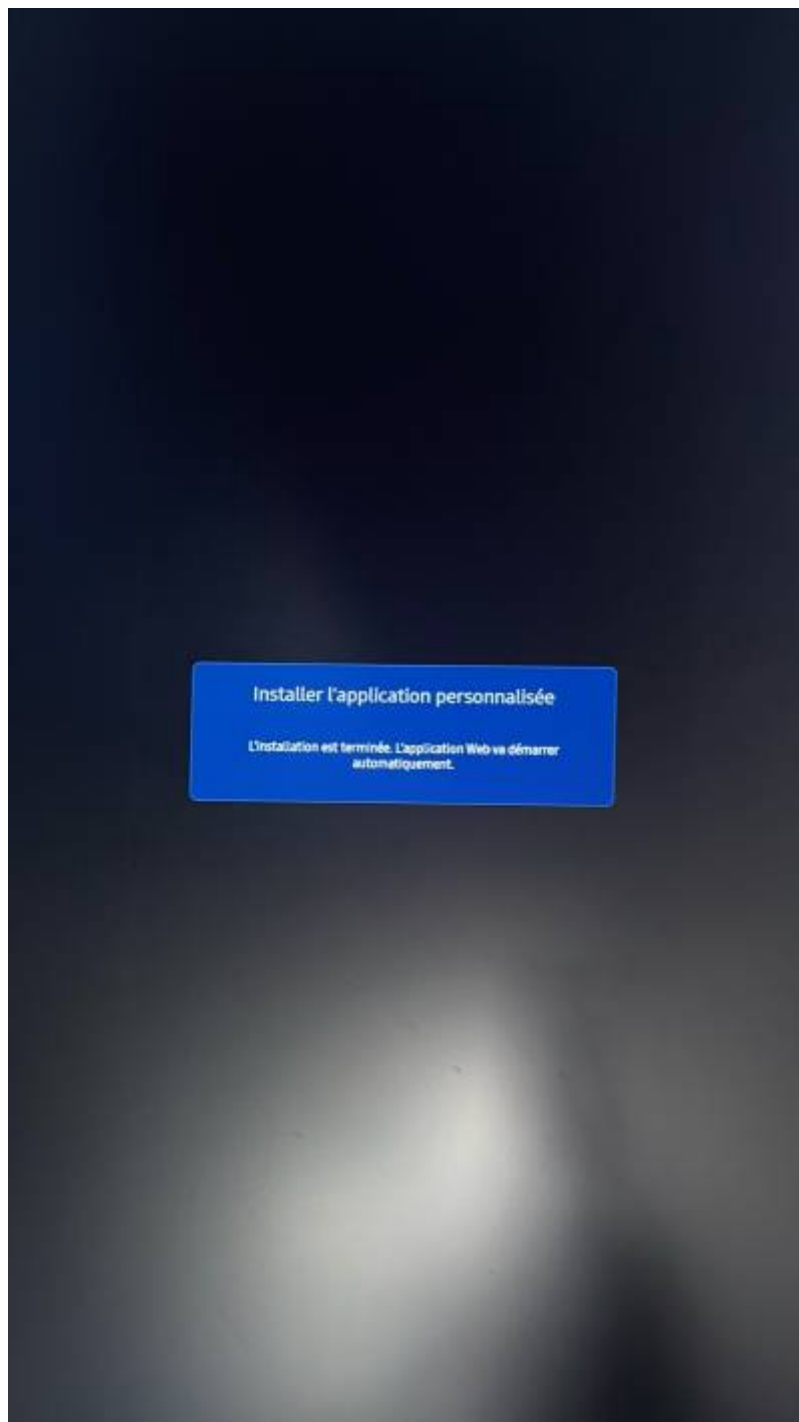 Installer l'application personnalisée
L'installation est terminée. L'application Web va démarrer
automatiquement.